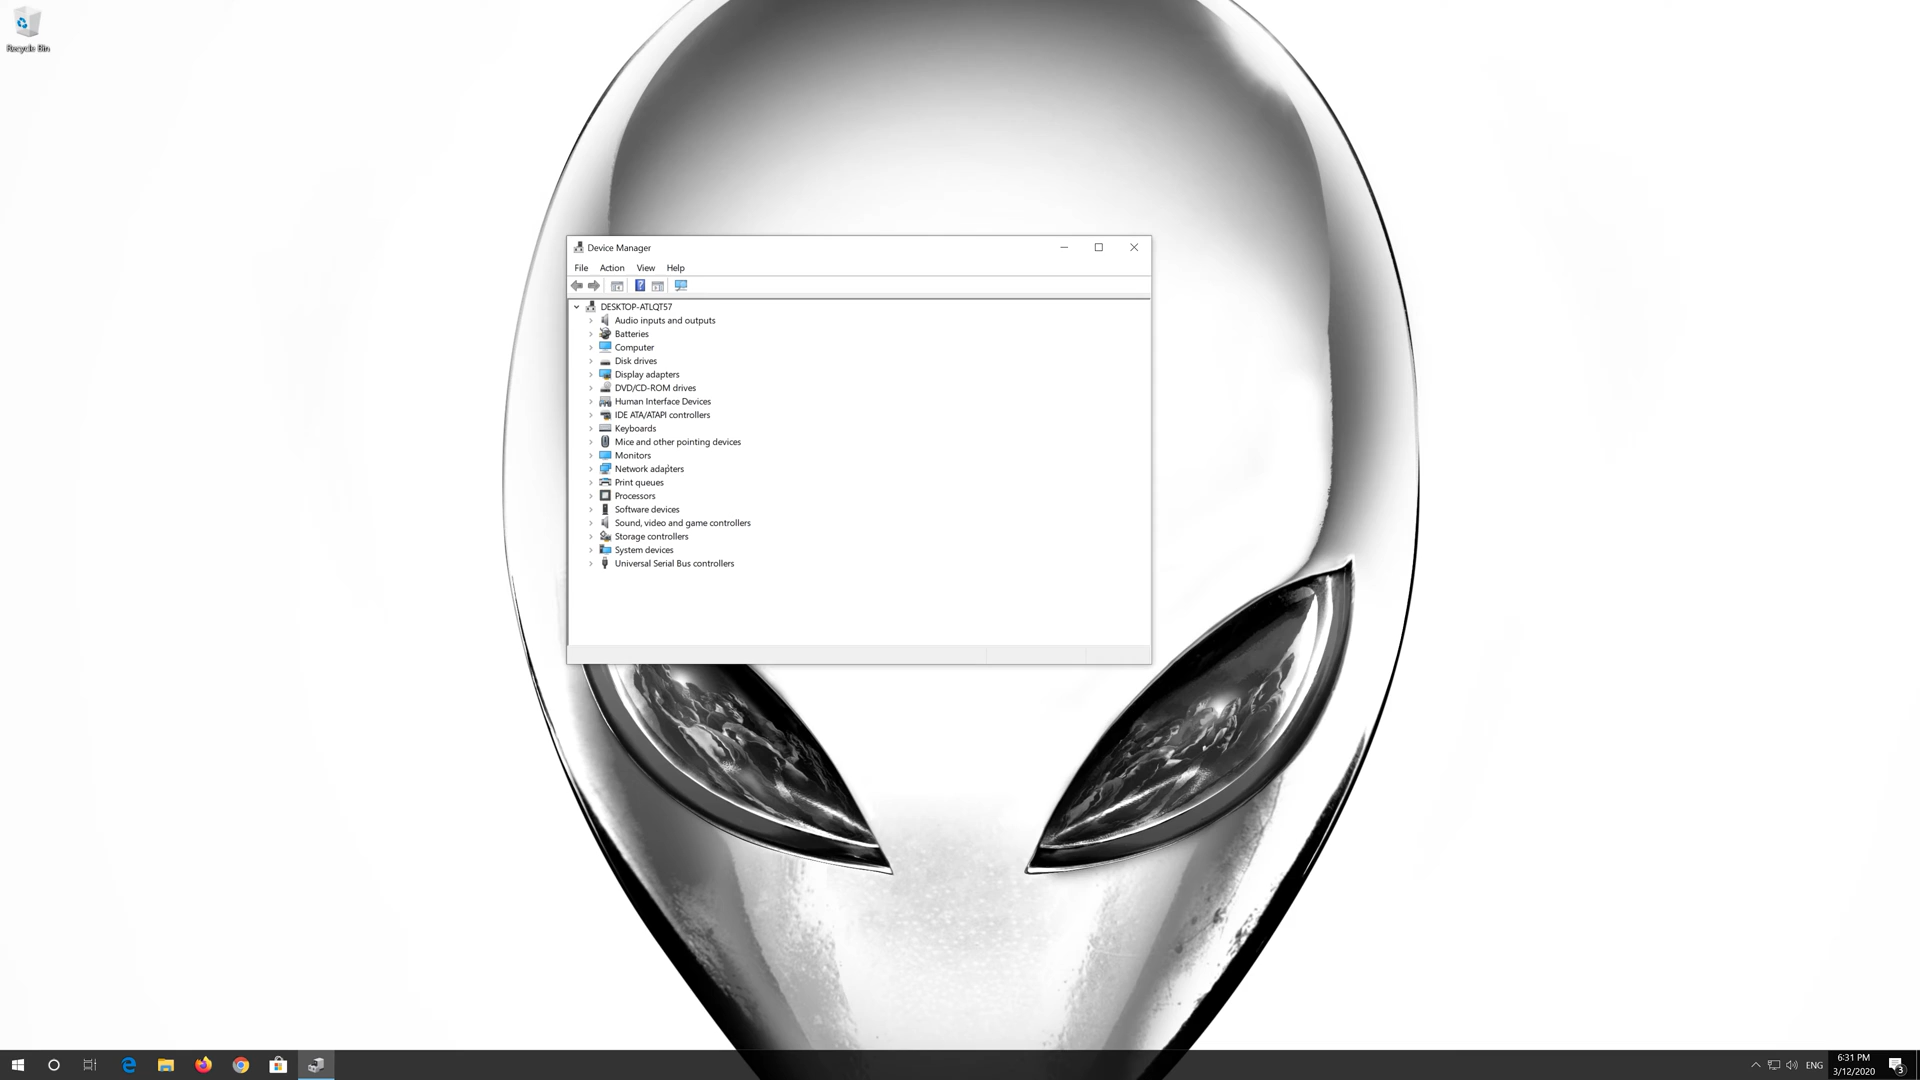 Recycle Bin
Device Manager
File Action View Help
DESKTOP-ATLQT57
Audio inputs and outputs
Batteries
Computer
Disk drives
Display adapters
DVD/CD-ROM drives
Human Interface Devices
IDE ATA/ATAPI controllers
Keyboards
Mice and other pointing devices
Monitors
Network adapters
Print queues
Processors
Software devices
Sound, video and game controllers
Storage controllers
System devices
Universal Serial Bus controllers
ENG
6:31 PM
3/12/2020
3